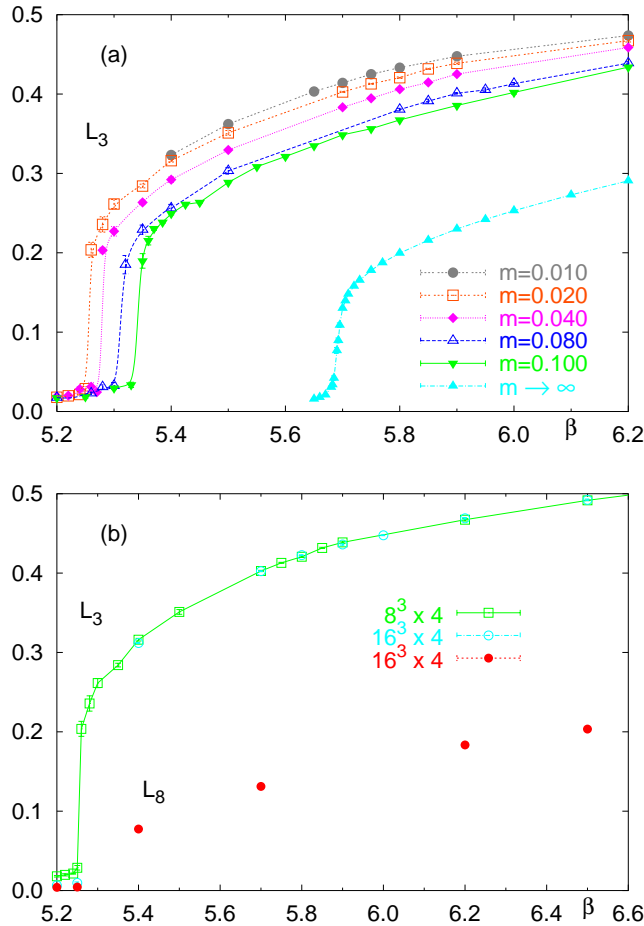 0.5
(a)
0.4
L₃
0.3
0.2
m=0.010
m=0.020
m=0.040
0.1
m=0.080
m=0.100
m → ∞
0.0
5.2 5.4 5.6 5.8 6.0 β 6.2
0.5
(b)
0.4
L₃
8³ x 4
16³ x 4
0.3
16³ x 4
0.2
L₈
0.1
0.0
5.2 5.4 5.6 5.8 6.0 6.2 6.4 β 6.6